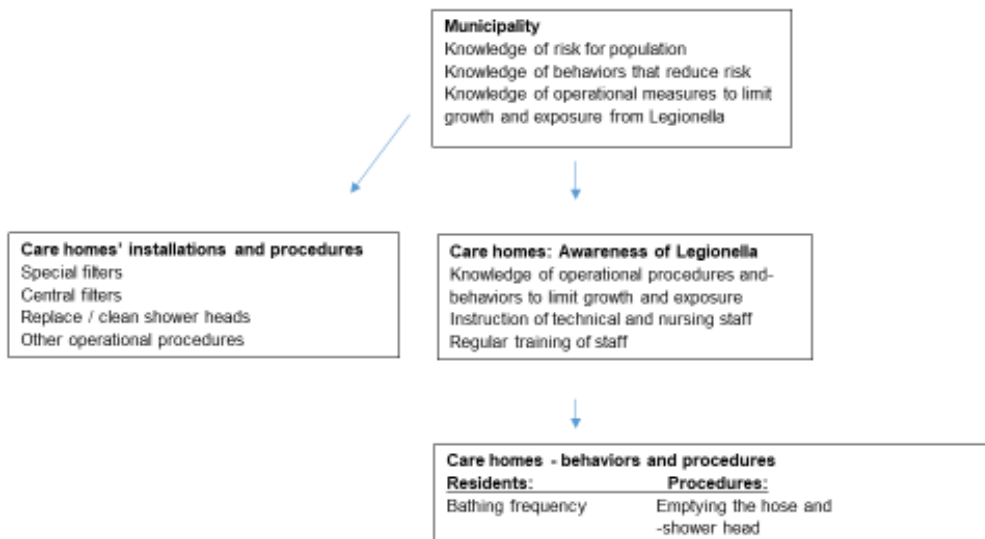 Municipality
Knowledge of risk for population
Knowledge of behaviors that reduce risk
Knowledge of operational measures to limit
growth and exposure from Legionella
Care homes' installations and procedures
Special filters
Central filters
Replace / clean shower heads
Other operational procedures
Care homes: Awareness of Legionella
Knowledge of operational procedures and-
behaviors to limit growth and exposure
Instruction of technical and nursing staff
Regular training of staff
Care homes - behaviors and procedures
Residents: Procedures:
Bathing frequency Emptying the hose and
-shower head